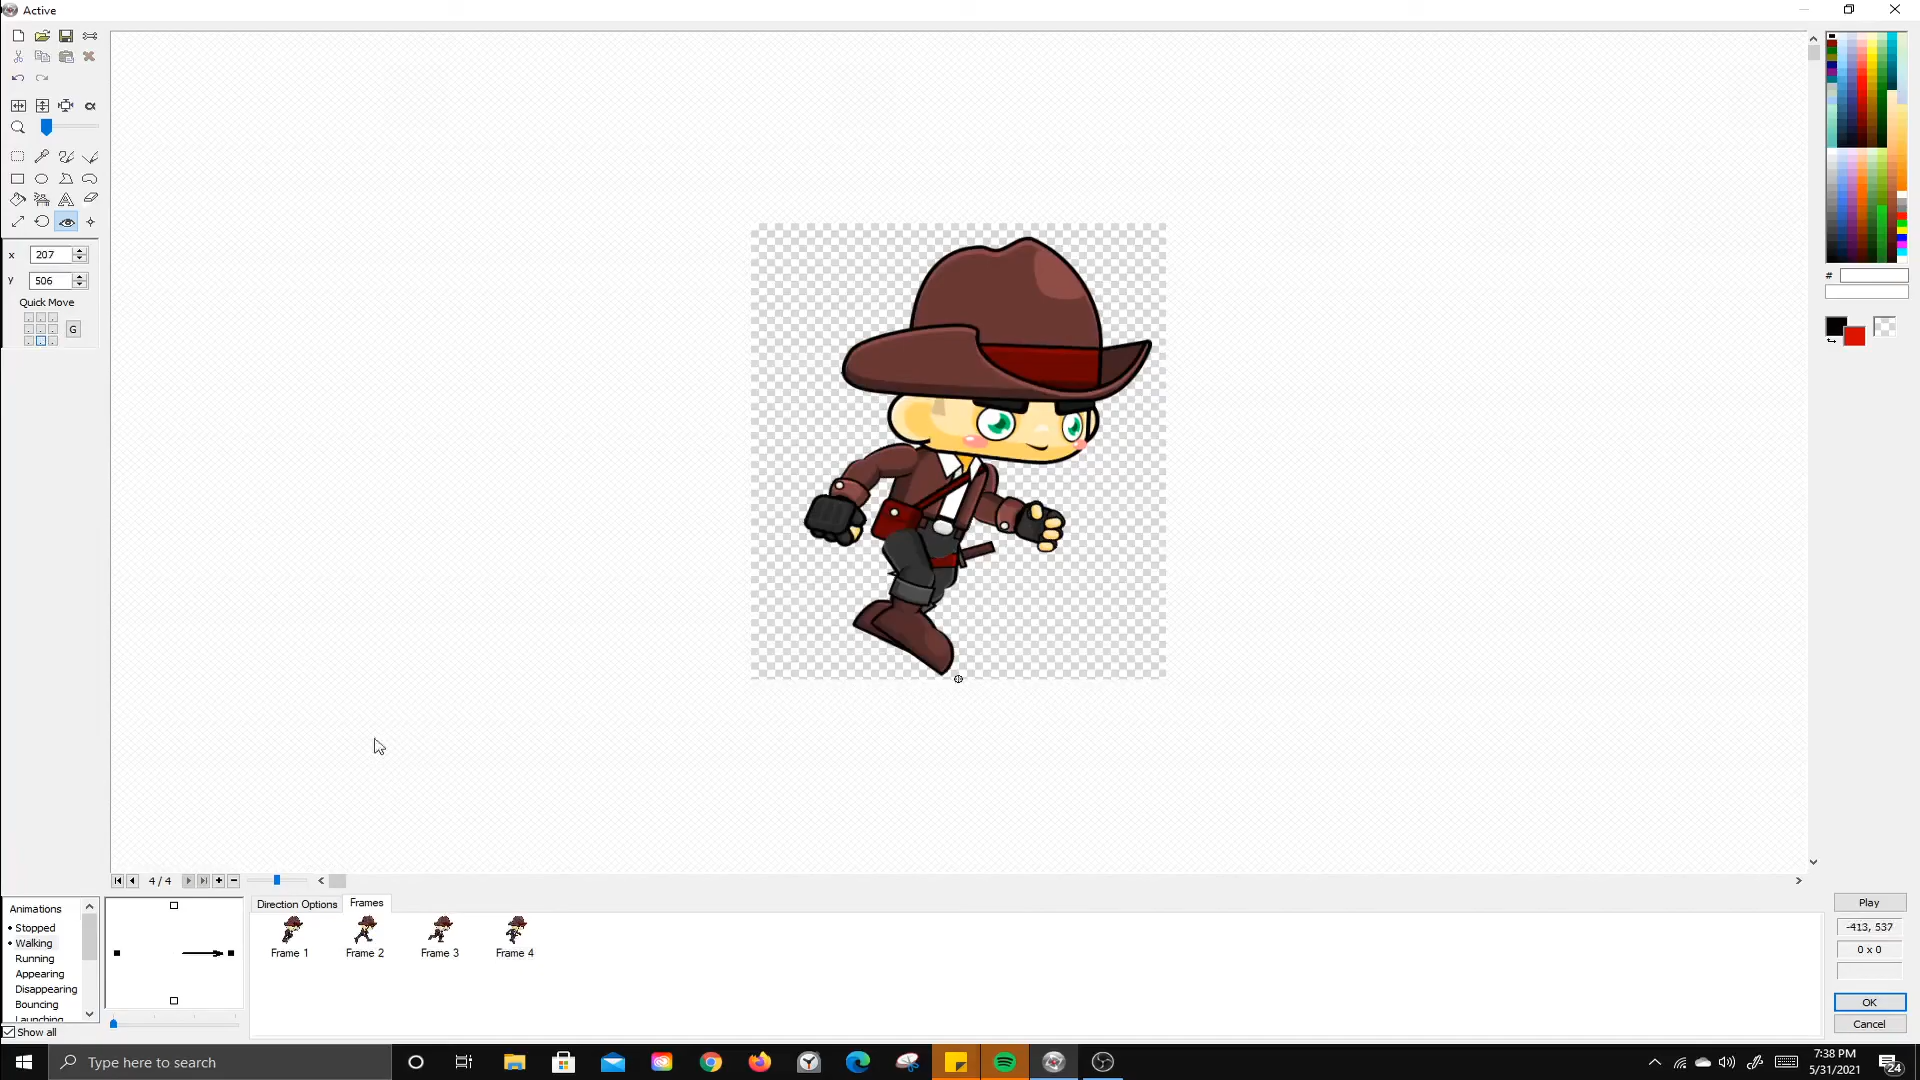 Active
x 207
y 506
Quick Move
G
#
4 / 4
Animations
Stopped
Walking
Running
Appearing
Disappearing
Bouncing
Launching
Show all
Direction Options Frames
Frame 1 Frame 2 Frame 3 Frame 4
Play
-413, 537
0 x 0
OK
Cancel
Type here to search
7:38 PM
5/31/2021
24